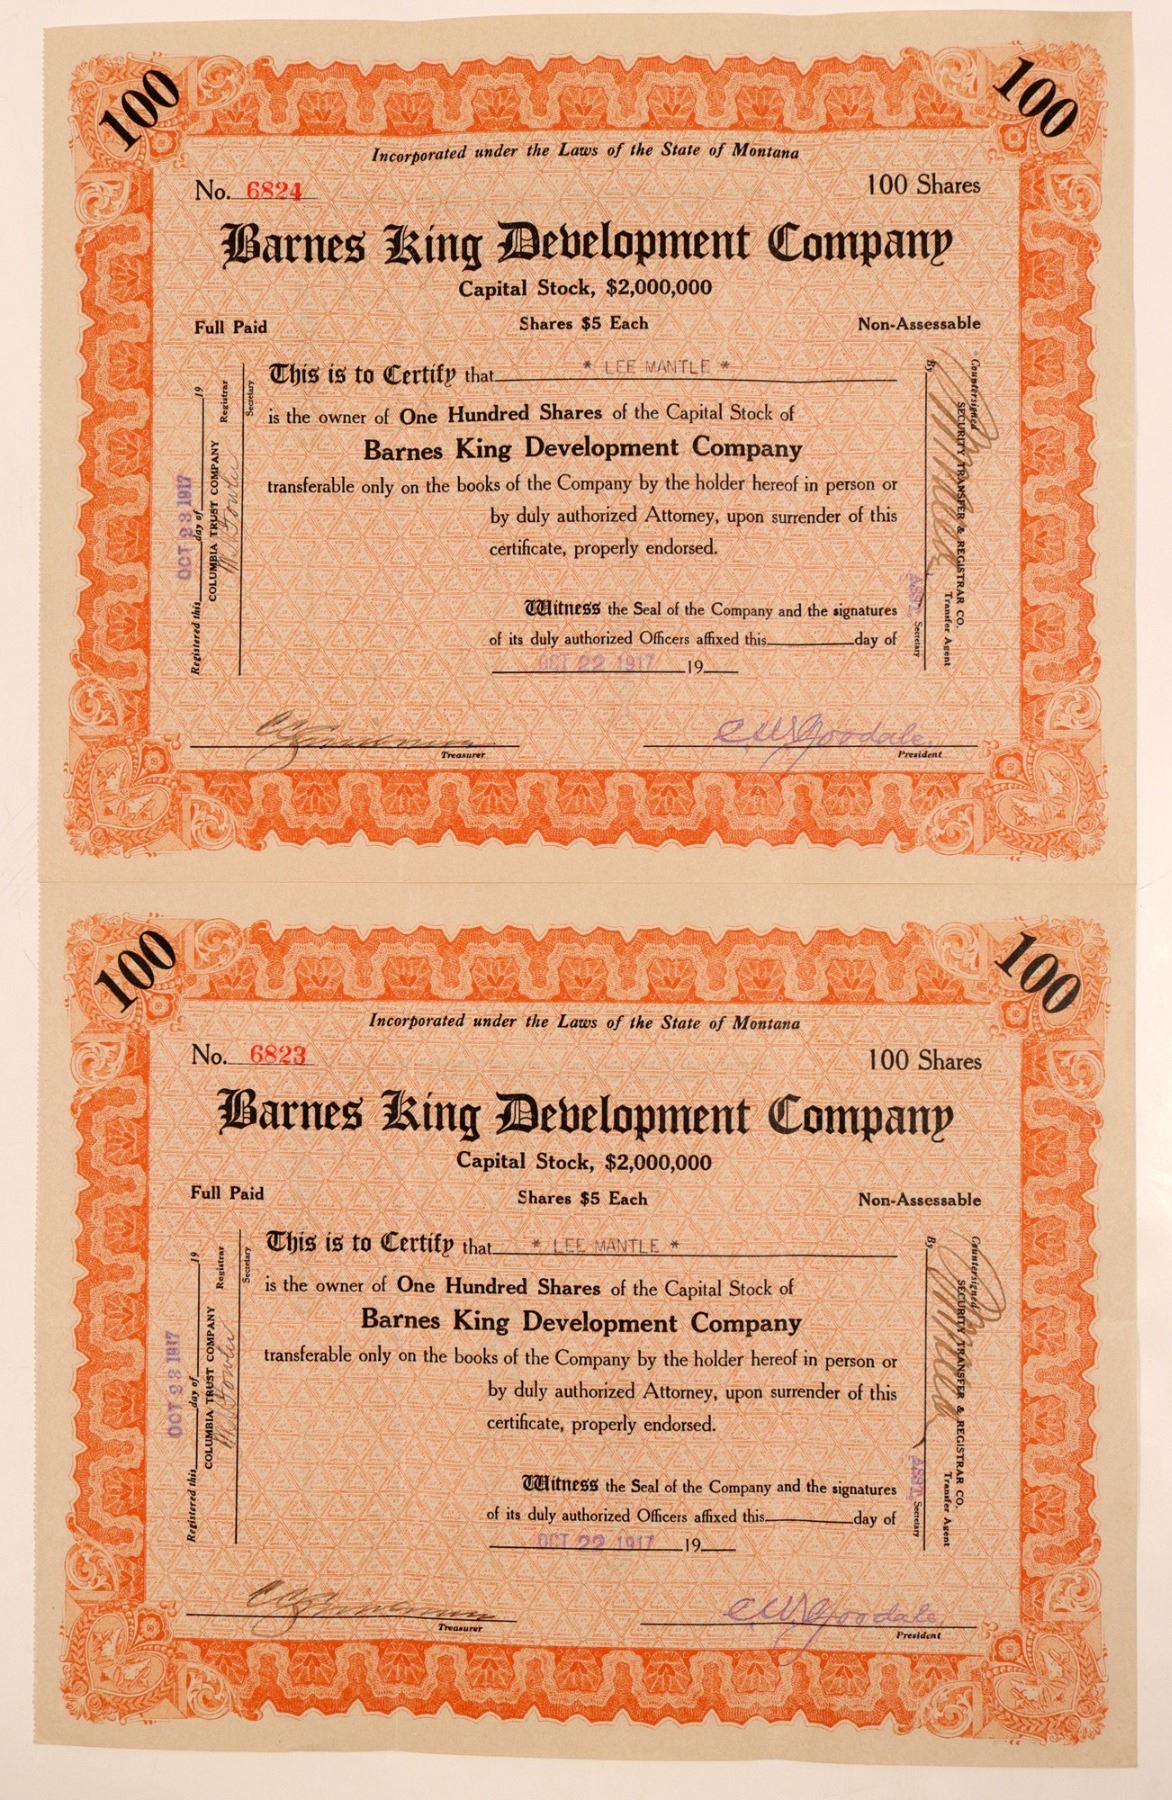 100
100
Incorporated under the Laws of the State of Montana
No. 6824
100 Shares
Barnes King Development Company
Capital Stock, $2,000,000
Full Paid
Shares $5 Each
Non-Assessable
This is to Certify that * LEE MANTLE *
is the owner of One Hundred Shares of the Capital Stock of
Barnes King Development Company
transferable only on the books of the Company by the holder hereof in person or
by duly authorized Attorney, upon surrender of this
certificate, properly endorsed.
Witness the Seal of the Company and the signatures
of its duly authorized Officers affixed this day of
OCT 22 1917 19
Treasurer
C W Goodale
President
OCT 23 1917
Registered this day of 19
COLUMBIA TRUST COMPANY
Registrar
Secretary
Countersigned
SECURITY TRANSFER & REGISTRAR CO.
Transfer Agent
By
ASST. Secretary
100
100
Incorporated under the Laws of the State of Montana
No. 6823
100 Shares
Barnes King Development Company
Capital Stock, $2,000,000
Full Paid
Shares $5 Each
Non-Assessable
This is to Certify that * LEE MANTLE *
is the owner of One Hundred Shares of the Capital Stock of
Barnes King Development Company
transferable only on the books of the Company by the holder hereof in person or
by duly authorized Attorney, upon surrender of this
certificate, properly endorsed.
Witness the Seal of the Company and the signatures
of its duly authorized Officers affixed this day of
OCT 22 1917 19
Treasurer
C W Goodale
President
OCT 23 1917
Registered this day of 19
COLUMBIA TRUST COMPANY
Registrar
Secretary
Countersigned
SECURITY TRANSFER & REGISTRAR CO.
Transfer Agent
By
ASST. Secretary